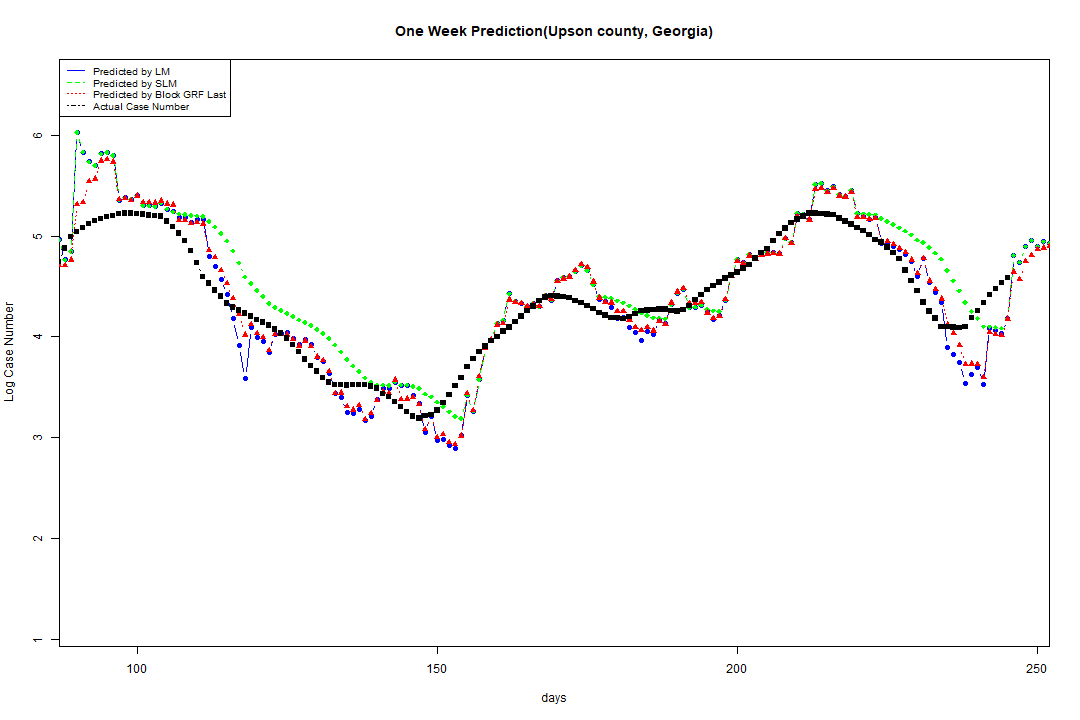 One Week Prediction(Upson county, Georgia)
Predicted by LM
Predicted by SLM
Predicted by Block GRF Last
Actual Case Number
6
5
4
3
2
1
Log Case Number
100 150 200 250
days